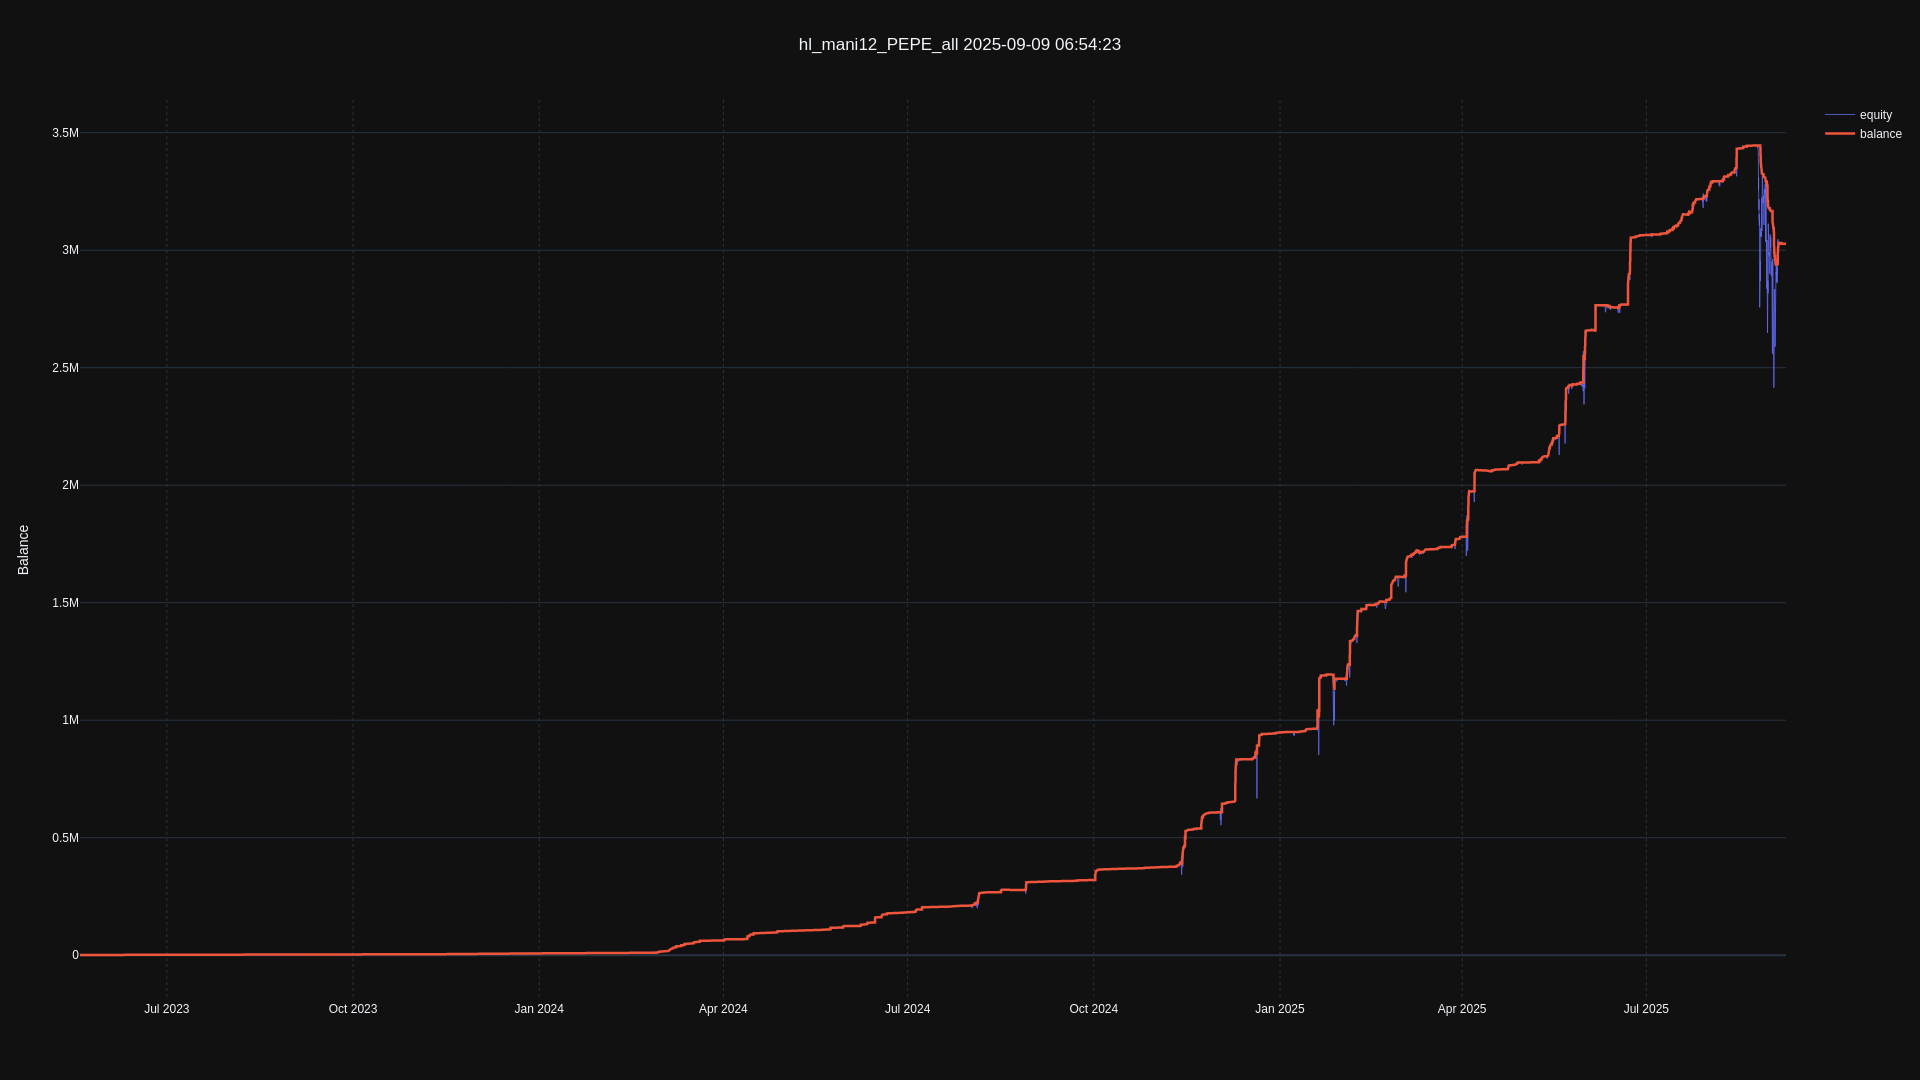 hl_mani12_PEPE_all 2025-09-09 06:54:23
equity
balance
3.5M
3M
2.5M
2M
1.5M
1M
0.5M
0
Balance
Jul 2023
Oct 2023
Jan 2024
Apr 2024
Jul 2024
Oct 2024
Jan 2025
Apr 2025
Jul 2025